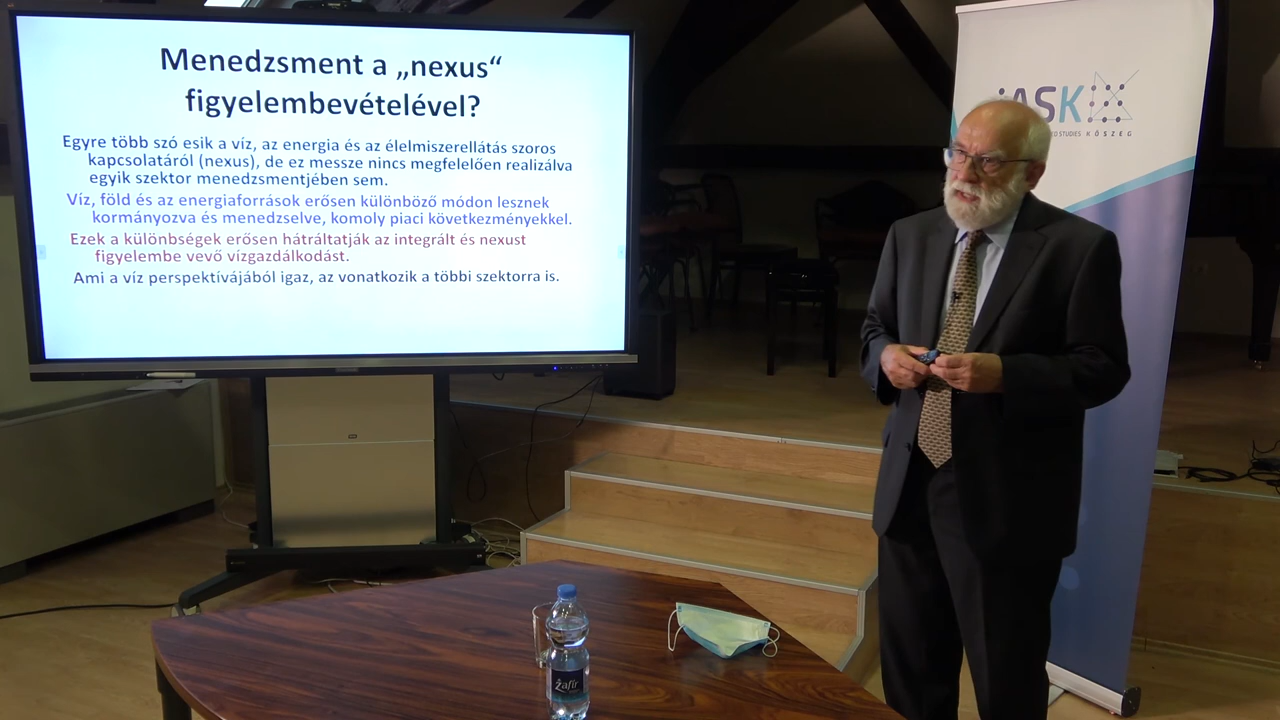 Menedzsment a „nexus“
figyelembevételével?
Egyre több szó esik a víz, az energia és az élelmiszerellátás szoros
kapcsolatáról (nexus), de ez messze nincs megfelelően realizálva
egyik szektor menedzsmentjében sem.
Víz, föld és az energiaforrások erősen különböző módon lesznek
kormányozva és menedzselve, komoly piaci következményekkel.
Ezek a különbségek erősen hátráltatják az integrált és nexust
figyelembe vevő vízgazdálkodást.
Ami a víz perspektívájából igaz, az vonatkozik a többi szektorra is.
iASK
STUDIES KŐSZEG
Zafír